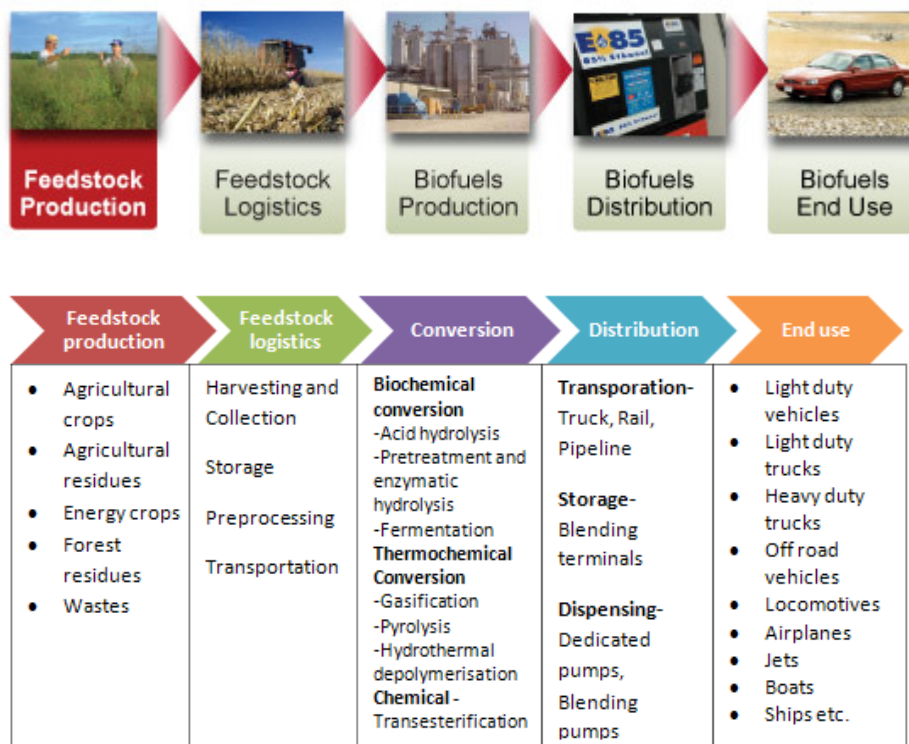 E85
85% Ethanol
Feedstock
Production
Feedstock
Logistics
Biofuels
Production
Biofuels
Distribution
Biofuels
End Use
Feedstock
production
Feedstock
logistics
Conversion
Distribution
End use
• Agricultural
crops
• Agricultural
residues
• Energy crops
• Forest
residues
• Wastes
Harvesting and
Collection
Storage
Preprocessing
Transportation
Biochemical
conversion
-Acid hydrolysis
-Pretreatment and
enzymatic
hydrolysis
-Fermentation
Thermochemical
Conversion
-Gasification
-Pyrolysis
-Hydrothermal
depolymerisation
Chemical -
Transesterification
Transporation-
Truck, Rail,
Pipeline
Storage-
Blending
terminals
Dispensing-
Dedicated
pumps,
Blending
pumps
• Light duty
vehicles
• Light duty
trucks
• Heavy duty
trucks
• Off road
vehicles
• Locomotives
• Airplanes
• Jets
• Boats
• Ships etc.